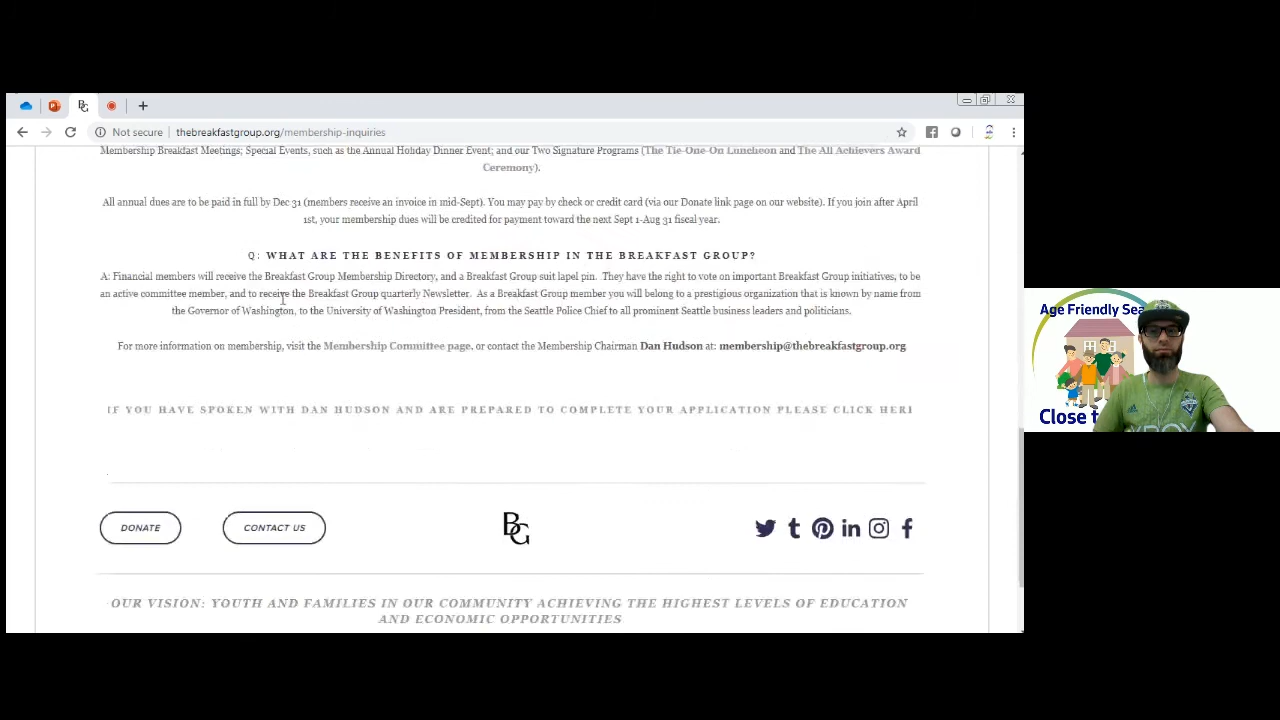 Not secure | thebreakfastgroup.org/membership-inquiries
Membership Breakfast Meetings; Special Events, such as the Annual Holiday Dinner Event; and our Two Signature Programs (The Tie-One-On Luncheon and The All Achievers Award
Ceremony).
All annual dues are to be paid in full by Dec 31 (members receive an invoice in mid-Sept). You may pay by check or credit card (via our Donate link page on our website). If you join after April
1st, your membership dues will be credited for payment toward the next Sept 1-Aug 31 fiscal year.
Q: WHAT ARE THE BENEFITS OF MEMBERSHIP IN THE BREAKFAST GROUP?
A: Financial members will receive the Breakfast Group Membership Directory, and a Breakfast Group suit lapel pin. They have the right to vote on important Breakfast Group initiatives, to be
an active committee member, and to receive the Breakfast Group quarterly Newsletter. As a Breakfast Group member you will belong to a prestigious organization that is known by name from
the Governor of Washington, to the University of Washington President, from the Seattle Police Chief to all prominent Seattle business leaders and politicians.
For more information on membership, visit the Membership Committee page, or contact the Membership Chairman Dan Hudson at: membership@thebreakfastgroup.org
IF YOU HAVE SPOKEN WITH DAN HUDSON AND ARE PREPARED TO COMPLETE YOUR APPLICATION PLEASE CLICK HERE
DONATE
CONTACT US
BG
OUR VISION: YOUTH AND FAMILIES IN OUR COMMUNITY ACHIEVING THE HIGHEST LEVELS OF EDUCATION
AND ECONOMIC OPPORTUNITIES
Age Friendly Sea
Close t
XBOX